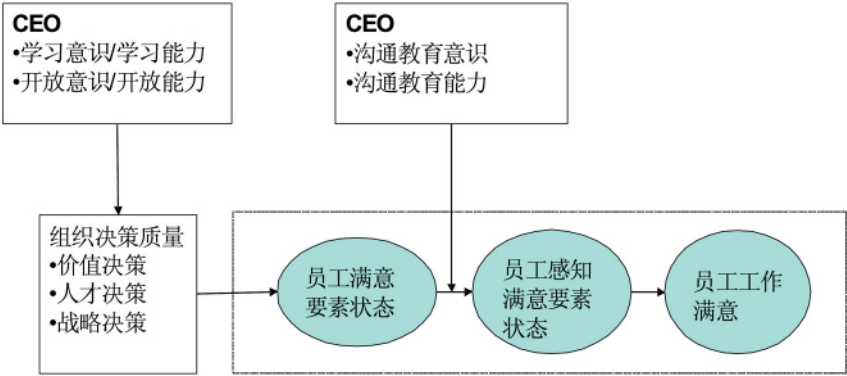 CEO
•学习意识/学习能力
•开放意识/开放能力
CEO
•沟通教育意识
•沟通教育能力
组织决策质量
•价值决策
•人才决策
•战略决策
员工满意
要素状态
员工感知
满意要素
状态
员工工作
满意